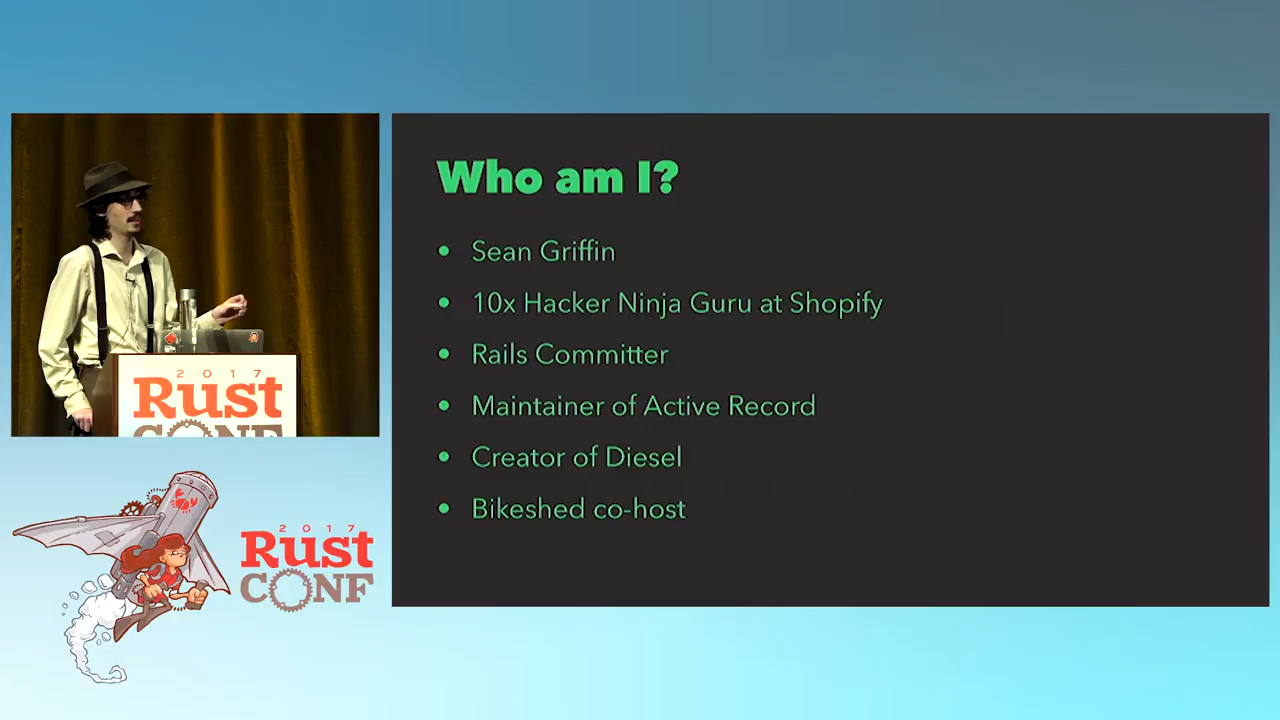 Who am I?
• Sean Griffin
• 10x Hacker Ninja Guru at Shopify
• Rails Committer
• Maintainer of Active Record
• Creator of Diesel
• Bikeshed co-host
2017
Rust
CONF
2017
Rust
CONF